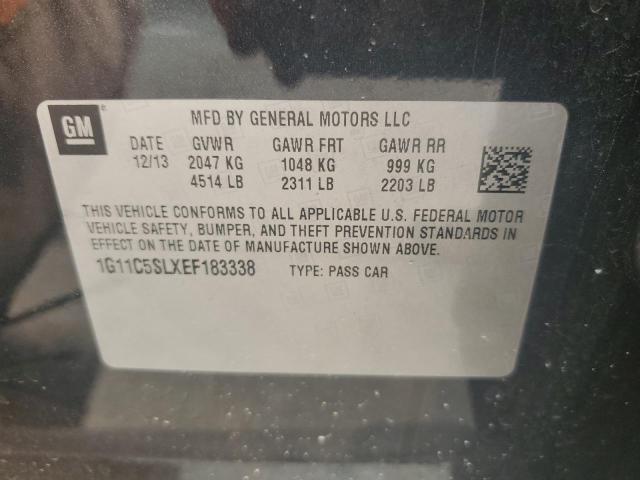 GM
MFD BY GENERAL MOTORS LLC
DATE GVWR GAWR FRT GAWR RR
12/13 2047 KG 1048 KG 999 KG
4514 LB 2311 LB 2203 LB
THIS VEHICLE CONFORMS TO ALL APPLICABLE U.S. FEDERAL MOTOR
VEHICLE SAFETY, BUMPER, AND THEFT PREVENTION STANDARDS IN
EFFECT ON THE DATE OF MANUFACTURE SHOWN ABOVE.
1G11C5SLXEF183338 TYPE: PASS CAR